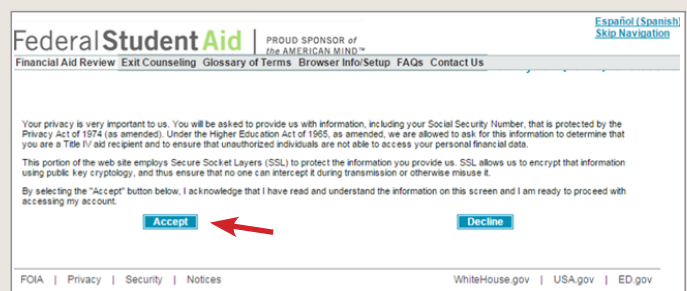 Español (Spanish)
Skip Navigation
Federal Student Aid | PROUD SPONSOR of
the AMERICAN MIND™
Financial Aid Review Exit Counseling Glossary of Terms Browser Info/Setup FAQs Contact Us
Your privacy is very important to us. You will be asked to provide us with information, including your Social Security Number, that is protected by the
Privacy Act of 1974 (as amended). Under the Higher Education Act of 1965, as amended, we are allowed to ask for this information to determine that
you are a Title IV aid recipient and to ensure that unauthorized individuals are not able to access your personal financial data.
This portion of the web site employs Secure Socket Layers (SSL) to protect the information you provide us. SSL allows us to encrypt that information
using public key cryptology, and thus ensure that no one can intercept it during transmission or otherwise misuse it.
By selecting the "Accept" button below, I acknowledge that I have read and understand the information on this screen and I am ready to proceed with
accessing my account.
Accept Decline
FOIA | Privacy | Security | Notices WhiteHouse.gov | USA.gov | ED.gov